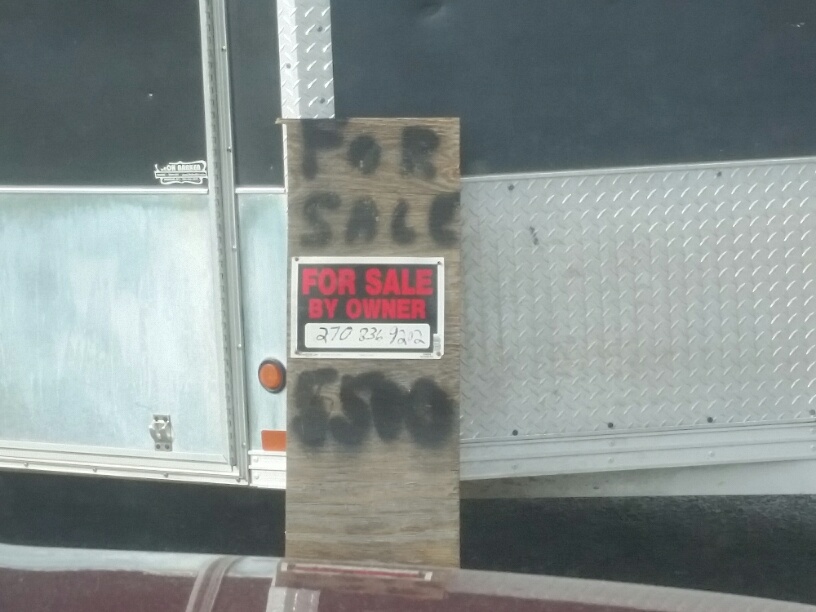 FOR
SALE
FOR SALE
BY OWNER
270 836 9212
5500